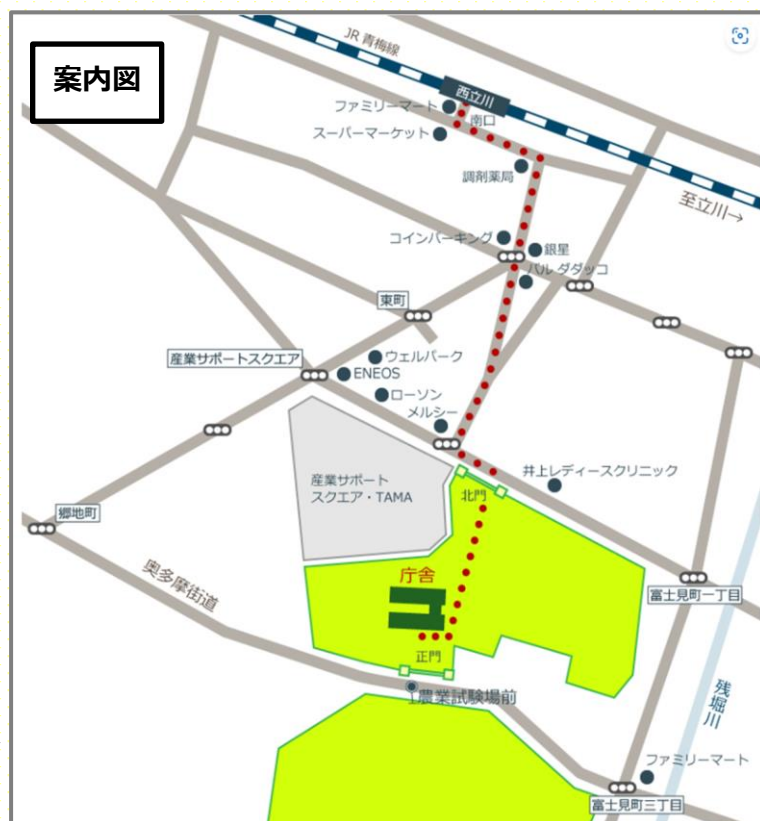 案内図
JR 青梅線
西立川
ファミリーマート
南口
スーパーマーケット
調剤薬局
至立川→
コインパーキング
銀星
バル ダダッコ
東町
産業サポートスクエア
ウェルパーク
ENEOS
ローソン
メルシー
井上レディースクリニック
産業サポート
スクエア・TAMA
北門
郷地町
奥多摩街道
庁舎
富士見町一丁目
正門
農業試験場前
残堀川
ファミリーマート
富士見町三丁目